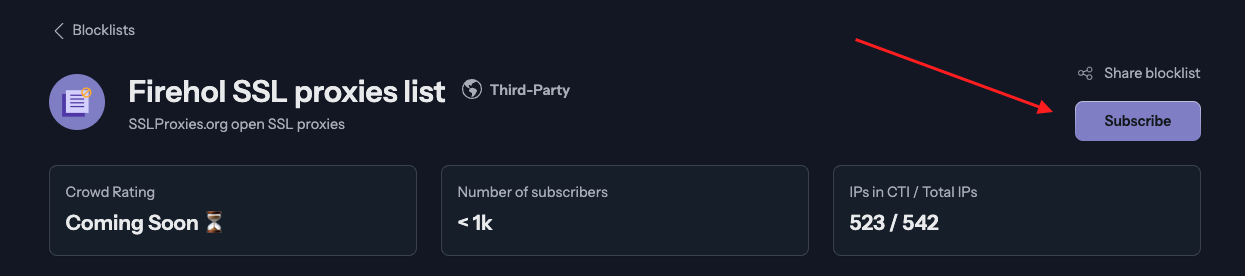 Blocklists
Firehol SSL proxies list
Third-Party
SSLProxies.org open SSL proxies
Share blocklist
Subscribe
Crowd Rating
Coming Soon ⏳
Number of subscribers
< 1k
IPs in CTI / Total IPs
523 / 542